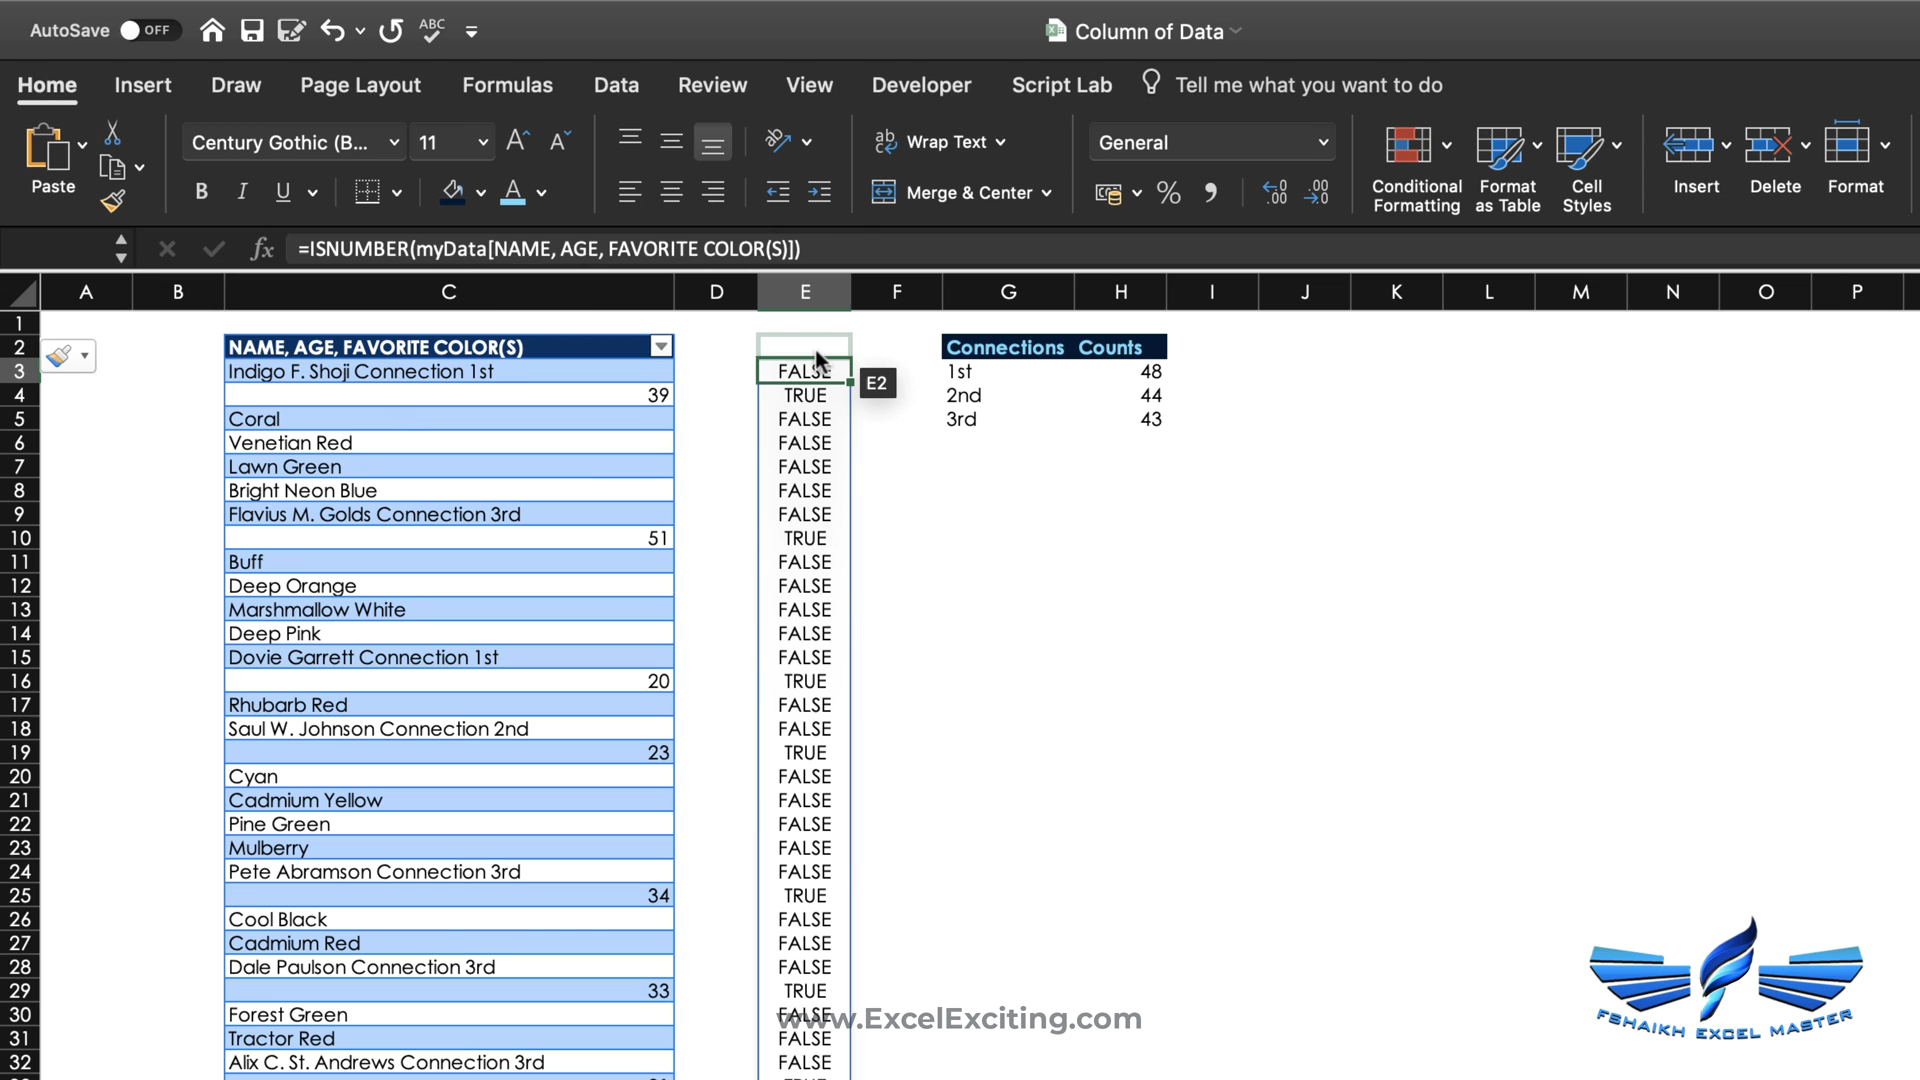 AutoSave OFF ABC Column of Data
Home Insert Draw Page Layout Formulas Data Review View Developer Script Lab Tell me what you want to do
Paste Century Gothic (B... 11 A A ab Wrap Text General Conditional Formatting Format as Table Cell Styles Insert Delete Format
B I U A Merge & Center % 9 .00 .00
fx =ISNUMBER(myData[NAME, AGE, FAVORITE COLOR(S)])
A B C D E F G H I J K L M N O P
1
2 NAME, AGE, FAVORITE COLOR(S) Connections Counts
3 Indigo F. Shoji Connection 1st FALSE E2 1st 48
4 39 TRUE 2nd 44
5 Coral FALSE 3rd 43
6 Venetian Red FALSE
7 Lawn Green FALSE
8 Bright Neon Blue FALSE
9 Flavius M. Golds Connection 3rd FALSE
10 51 TRUE
11 Buff FALSE
12 Deep Orange FALSE
13 Marshmallow White FALSE
14 Deep Pink FALSE
15 Dovie Garrett Connection 1st FALSE
16 20 TRUE
17 Rhubarb Red FALSE
18 Saul W. Johnson Connection 2nd FALSE
19 23 TRUE
20 Cyan FALSE
21 Cadmium Yellow FALSE
22 Pine Green FALSE
23 Mulberry FALSE
24 Pete Abramson Connection 3rd FALSE
25 34 TRUE
26 Cool Black FALSE
27 Cadmium Red FALSE
28 Dale Paulson Connection 3rd FALSE
29 33 TRUE
30 Forest Green FALSE
31 Tractor Red FALSE
32 Alix C. St. Andrews Connection 3rd FALSE
www.ExcelExciting.com
FSHAIKH EXCEL MASTER